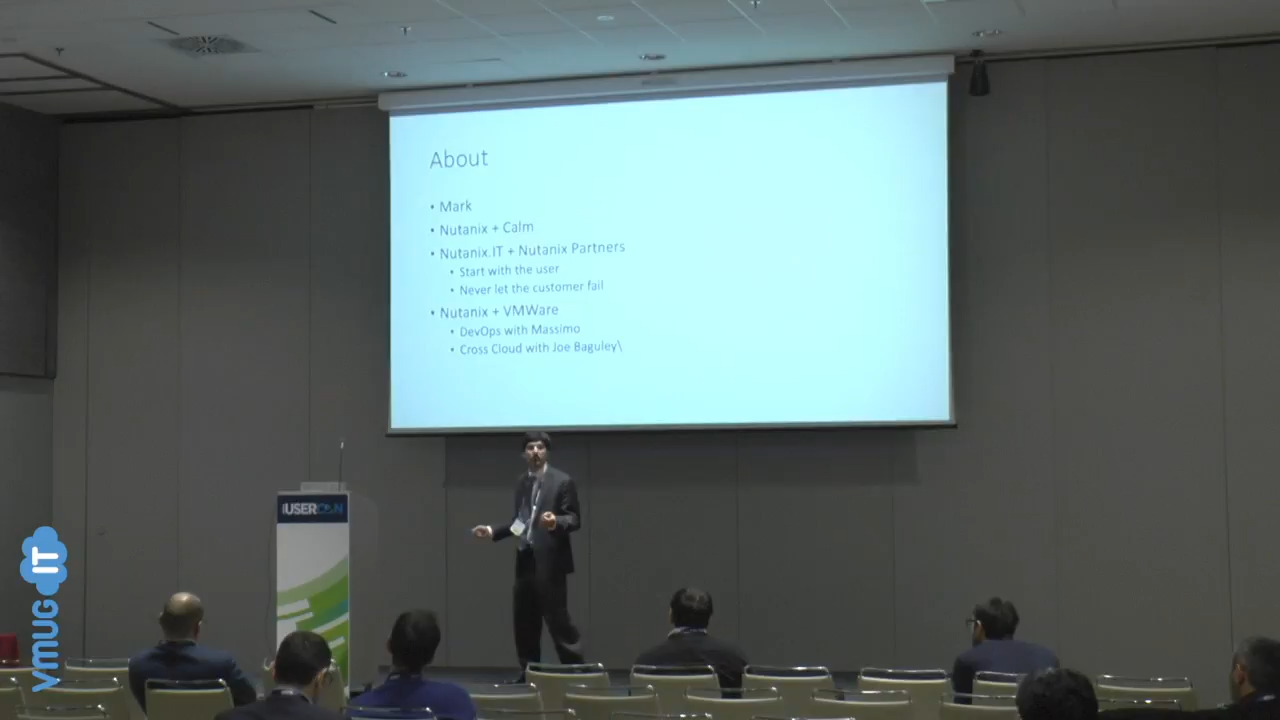 About
• Mark
• Nutanix + Calm
• Nutanix.IT + Nutanix Partners
• Start with the user
• Never let the customer fail
• Nutanix + VMWare
• DevOps with Massimo
• Cross Cloud with Joe Baguley\
USERCON
VMUG IT